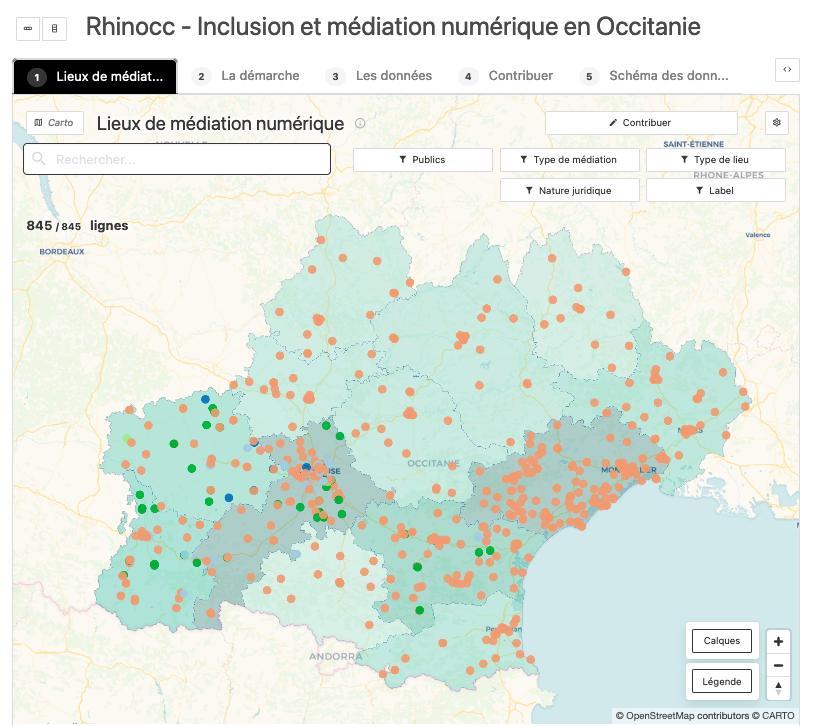 Rhinocc - Inclusion et médiation numérique en Occitanie
1 Lieux de médiat...
2 La démarche
3 Les données
4 Contribuer
5 Schéma des donn...
Carto
Lieux de médiation numérique
Contribuer
Rechercher...
Publics
Type de médiation
Type de lieu
Nature juridique
Label
845 / 845 lignes
SAINT-ÉTIENNE
RHONE-ALPES
Valence
BORDEAUX
OCCITANIE
ANDORRA
Calques
Légende
© OpenStreetMap contributors © CARTO